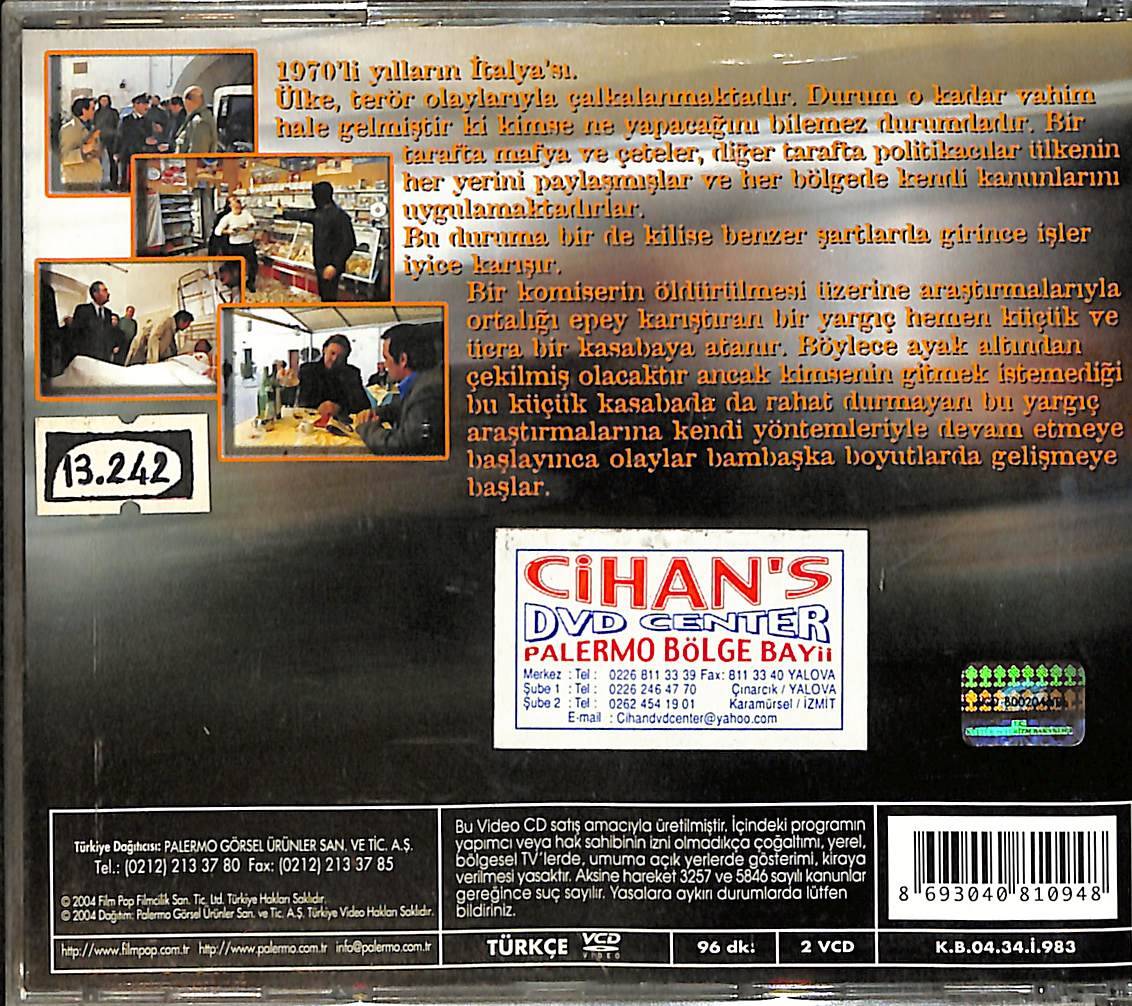 1970'li yılların İtalya'sı.
Ülke, terör olaylarıyla çalkalanmaktadır. Durum o kadar vahim
hale gelmiştir ki kimse ne yapacağını bilemez durumdadır. Bir
tarafta mafya ve çeteler, diğer tarafta politikacılar ülkenin
her yerini paylaşmışlar ve her bölgede kendi kanunlarını
uygulamaktadırlar.
Bu duruma bir de kilise benzer şartlarda girince işler
iyice karışır.
Bir komiserin öldürülmesi üzerine araştırmalarıyla
ortalığı epey karıştıran bir yargıç hemen küçük ve
ücra bir kasabaya atanır. Böylece ayak altından
çekilmiş olacaktır ancak kimsenin gitmek istemediği
bu küçük kasabada da rahat durmayan bu yargıç
araştırmalarına kendi yöntemleriyle devam etmeye
başlayınca olaylar bambaşka boyutlarda gelişmeye
başlar.
13.242
CiHAN'S
DVD CENTER
PALERMO BÖLGE BAYii
Merkez : Tel : 0226 811 33 39 Fax: 811 33 40 YALOVA
Şube 1 : Tel : 0226 246 47 70 Çınarcık / YALOVA
Şube 2 : Tel : 0262 454 19 01 Karamürsel / İZMİT
E-mail : Cihandvdcenter@yahoo.com
Türkiye Dağıtıcısı: PALERMO GÖRSEL ÜRÜNLER SAN. VE TİC. A.Ş.
Tel.: (0212) 213 37 80 Fax: (0212) 213 37 85
© 2004 Film Pop Filmcilik San. Tic. Ltd. Türkiye Hakları Saklıdır.
© 2004 Dağıtım: Palermo Görsel Ürünler San. ve Tic. A.Ş. Türkiye Video Hakları Saklıdır.
http://www.filmpop.com.tr http://www.palermo.com.tr info@palermo.com.tr
Bu Video CD satış amacıyla üretilmiştir. İçindeki programın
yapımcı veya hak sahibinin izni olmadıkça çoğaltımı, yerel,
bölgesel TV'lerde, umuma açık yerlerde gösterimi, kiraya
verilmesi yasaktır. Aksine hareket 3257 ve 5846 sayılı kanunlar
gereğince suç sayılır. Yasalara aykırı durumlarda lütfen
bildiriniz.
8 693040 810948
TÜRKÇE VCD VIDEO
96 dk:
2 VCD
K.B.04.34.İ.983